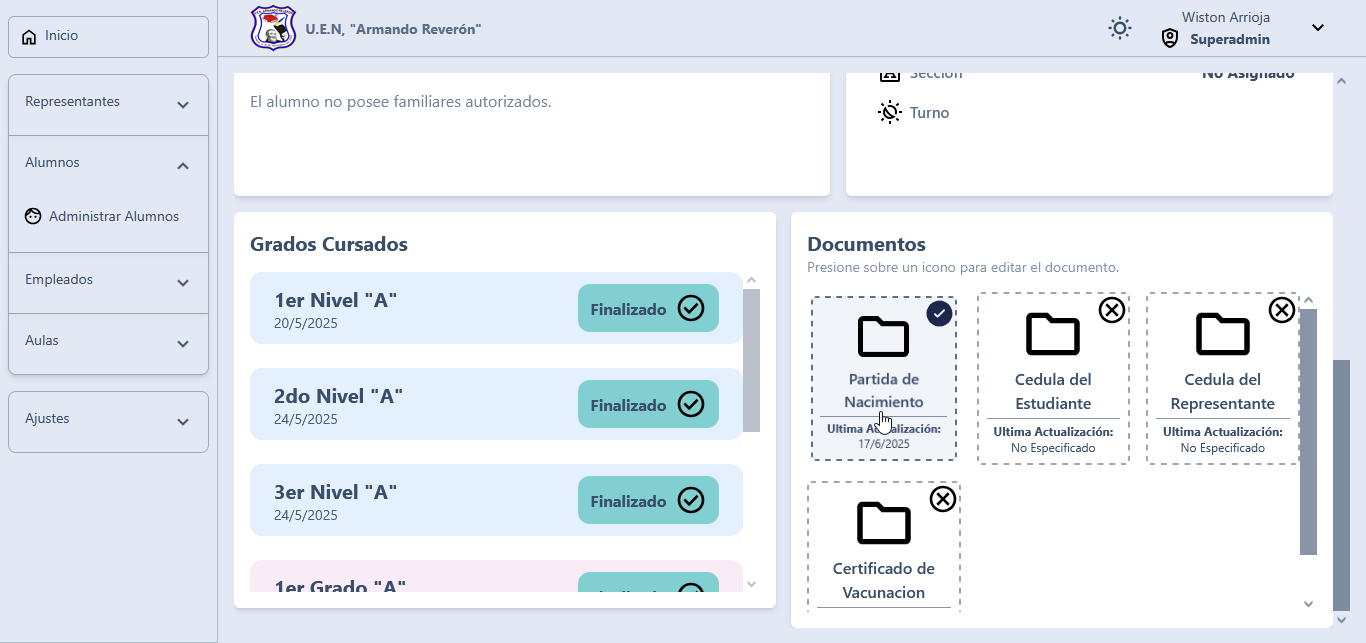 Inicio
Representantes
Alumnos
Administrar Alumnos
Empleados
Aulas
Ajustes
U.E.N, "Armando Reverón"
Wiston Arrioja
Superadmin
El alumno no posee familiares autorizados.
Sección
No Asignado
Turno
Grados Cursados
1er Nivel "A"
20/5/2025
Finalizado
2do Nivel "A"
24/5/2025
Finalizado
3er Nivel "A"
24/5/2025
Finalizado
1er Grado "A"
Documentos
Presione sobre un icono para editar el documento.
Partida de
Nacimiento
Ultima Actualización:
17/6/2025
Cedula del
Estudiante
Ultima Actualización:
No Especificado
Cedula del
Representante
Ultima Actualización:
No Especificado
Certificado de
Vacunacion